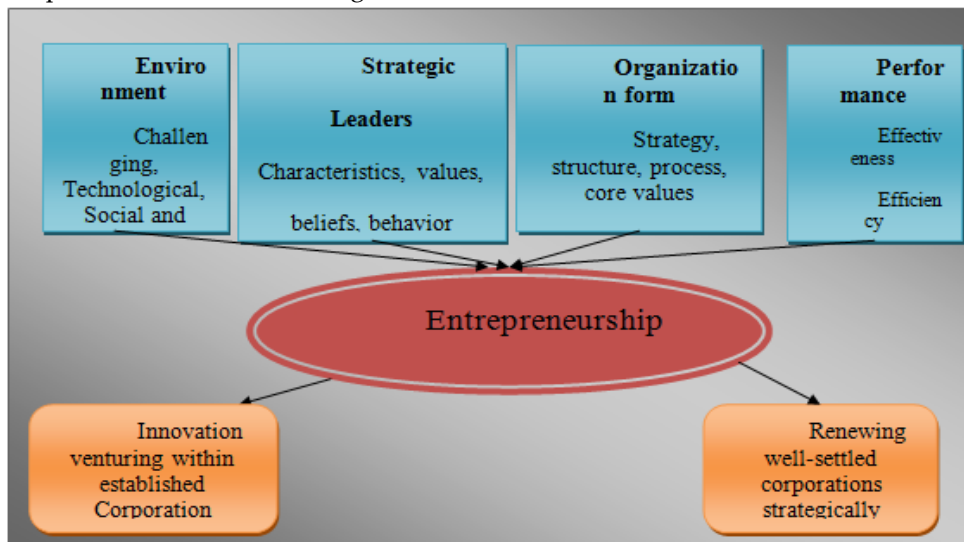 Enviro
nment
Challen
ging,
Technological,
Social and
Strategic
Leaders
Characteristics, values,
beliefs, behavior
Organizatio
n form
Strategy,
structure, process,
core values
Perfor
mance
Effectiv
eness
Efficien
cy
Entrepreneurship
Innovation
venturing within
established
Corporation
Renewing
well-settled
corporations
strategically